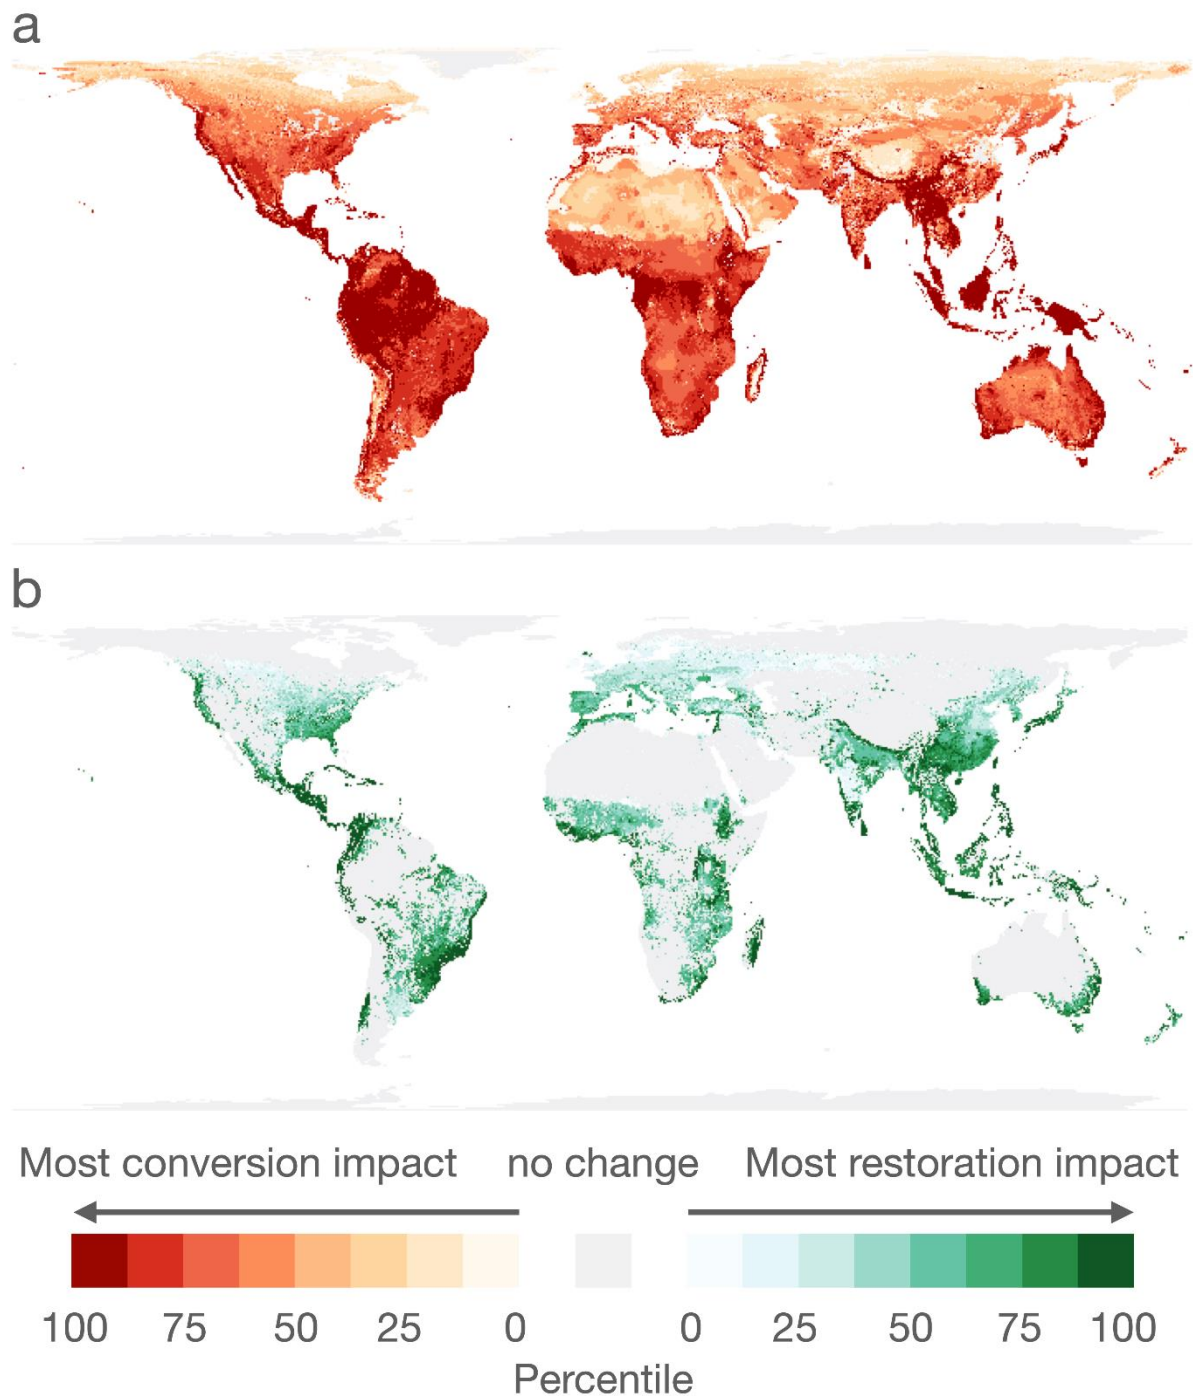 a
b
Most conversion impact no change Most restoration impact
100 75 50 25 0 0 25 50 75 100
Percentile